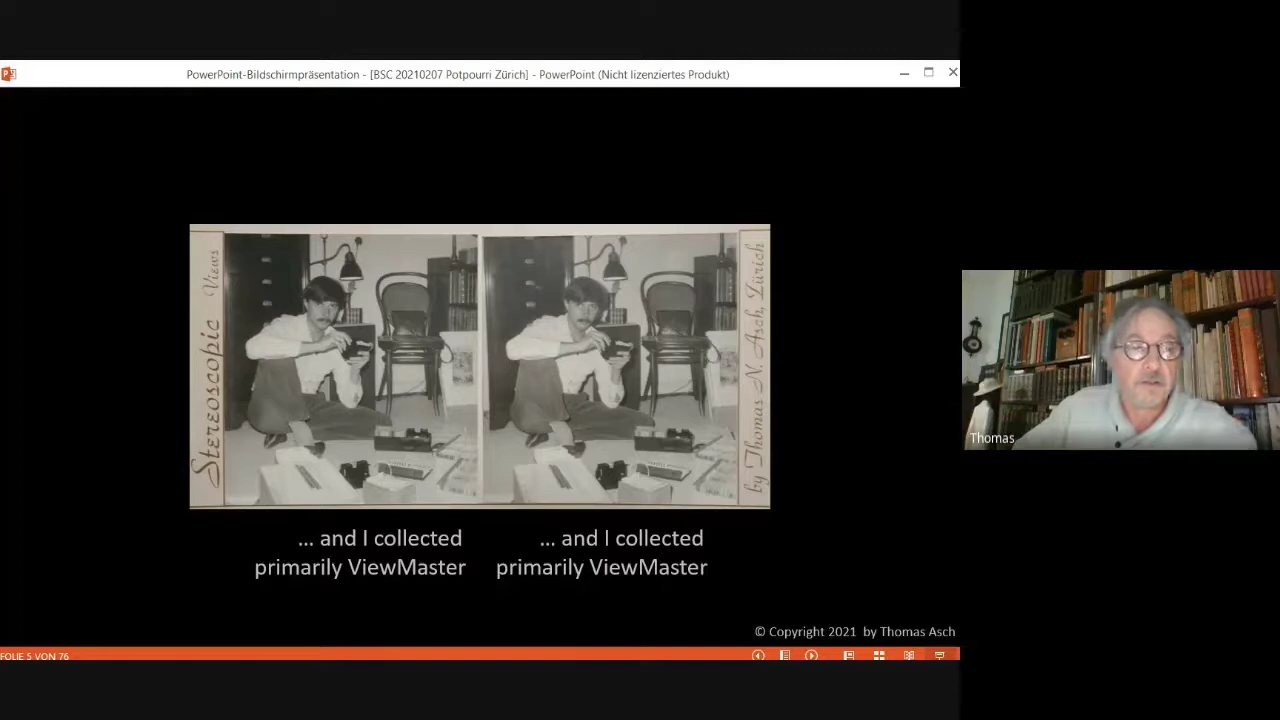 PowerPoint-Bildschirmpräsentation - [BSC 20210207 Potpourri Zürich] - PowerPoint (Nicht lizenziertes Produkt)
Stereoscopic Views
by Thomas N. Asch, Zürich
... and I collected
primarily ViewMaster
... and I collected
primarily ViewMaster
© Copyright 2021 by Thomas Asch
FOLIE 5 VON 76
Thomas